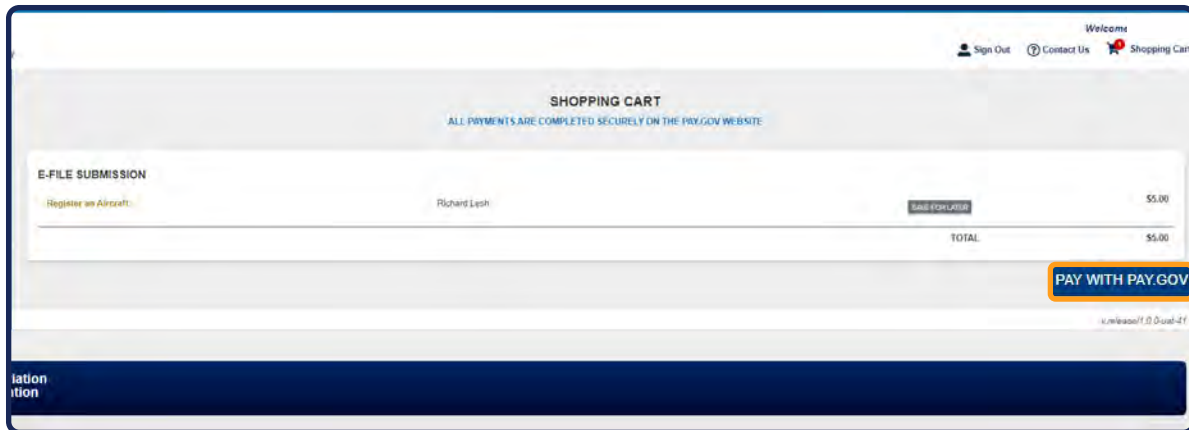 Welcome
Sign Out Contact Us Shopping Cart
SHOPPING CART
ALL PAYMENTS ARE COMPLETED SECURELY ON THE PAY.GOV WEBSITE
E-FILE SUBMISSION
Register an Aircraft Richard Lesh SAVE FOR LATER $5.00
TOTAL $5.00
PAY WITH PAY.GOV
iation
ation